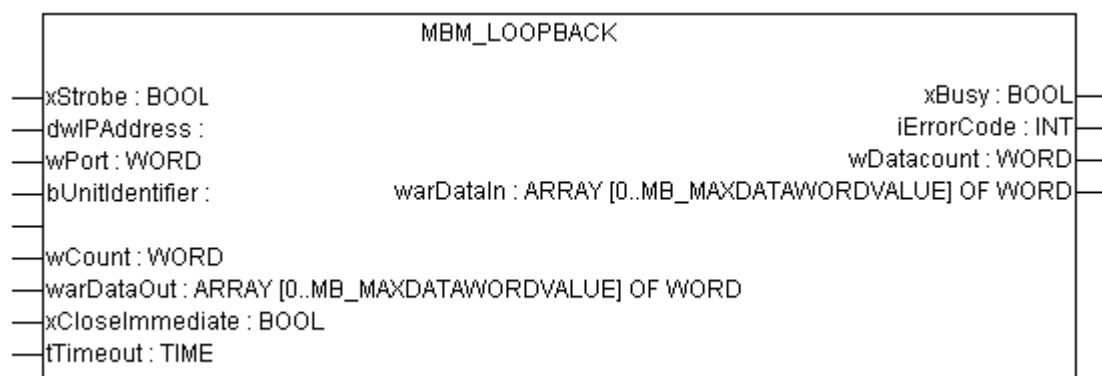 MBM_LOOPBACK
xStrobe : BOOL xBusy : BOOL
dwIPAddress : iErrorCode : INT
wPort : WORD wDatacount : WORD
bUnitIdentifier : warDataIn : ARRAY [0..MB_MAXDATAWORDVALUE] OF WORD
wCount : WORD
warDataOut : ARRAY [0..MB_MAXDATAWORDVALUE] OF WORD
xCloseImmediate : BOOL
tTimeout : TIME